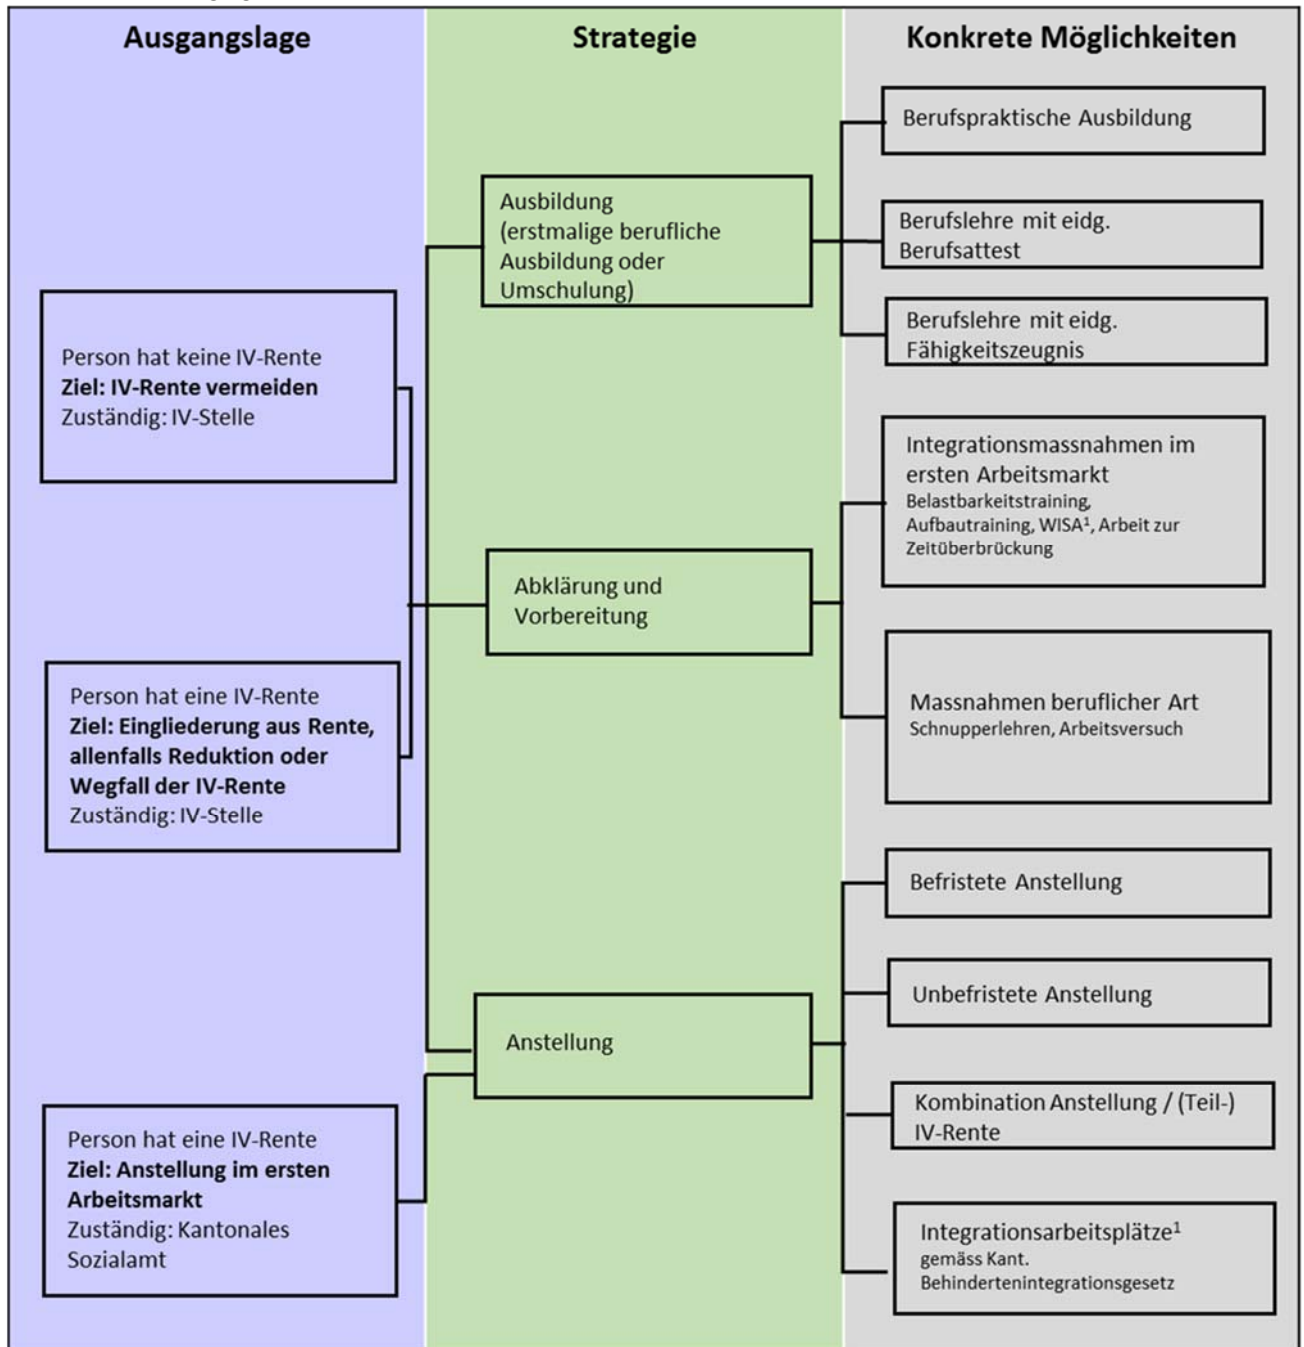 Ausgangslage
Strategie
Konkrete Möglichkeiten
Person hat keine IV-Rente
Ziel: IV-Rente vermeiden
Zuständig: IV-Stelle
Person hat eine IV-Rente
Ziel: Eingliederung aus Rente,
allenfalls Reduktion oder
Wegfall der IV-Rente
Zuständig: IV-Stelle
Person hat eine IV-Rente
Ziel: Anstellung im ersten
Arbeitsmarkt
Zuständig: Kantonales
Sozialamt
Ausbildung
(erstmalige berufliche
Ausbildung oder
Umschulung)
Abklärung und
Vorbereitung
Anstellung
Berufspraktische Ausbildung
Berufslehre mit eidg.
Berufsattest
Berufslehre mit eidg.
Fähigkeitszeugnis
Integrationsmassnahmen im
ersten Arbeitsmarkt
Belastbarkeitstraining,
Aufbautraining, WISA¹, Arbeit zur
Zeitüberbrückung
Massnahmen beruflicher Art
Schnupperlehren, Arbeitsversuch
Befristete Anstellung
Unbefristete Anstellung
Kombination Anstellung / (Teil-)
IV-Rente
Integrationsarbeitsplätze¹
gemäss Kant.
Behindertenintegrationsgesetz